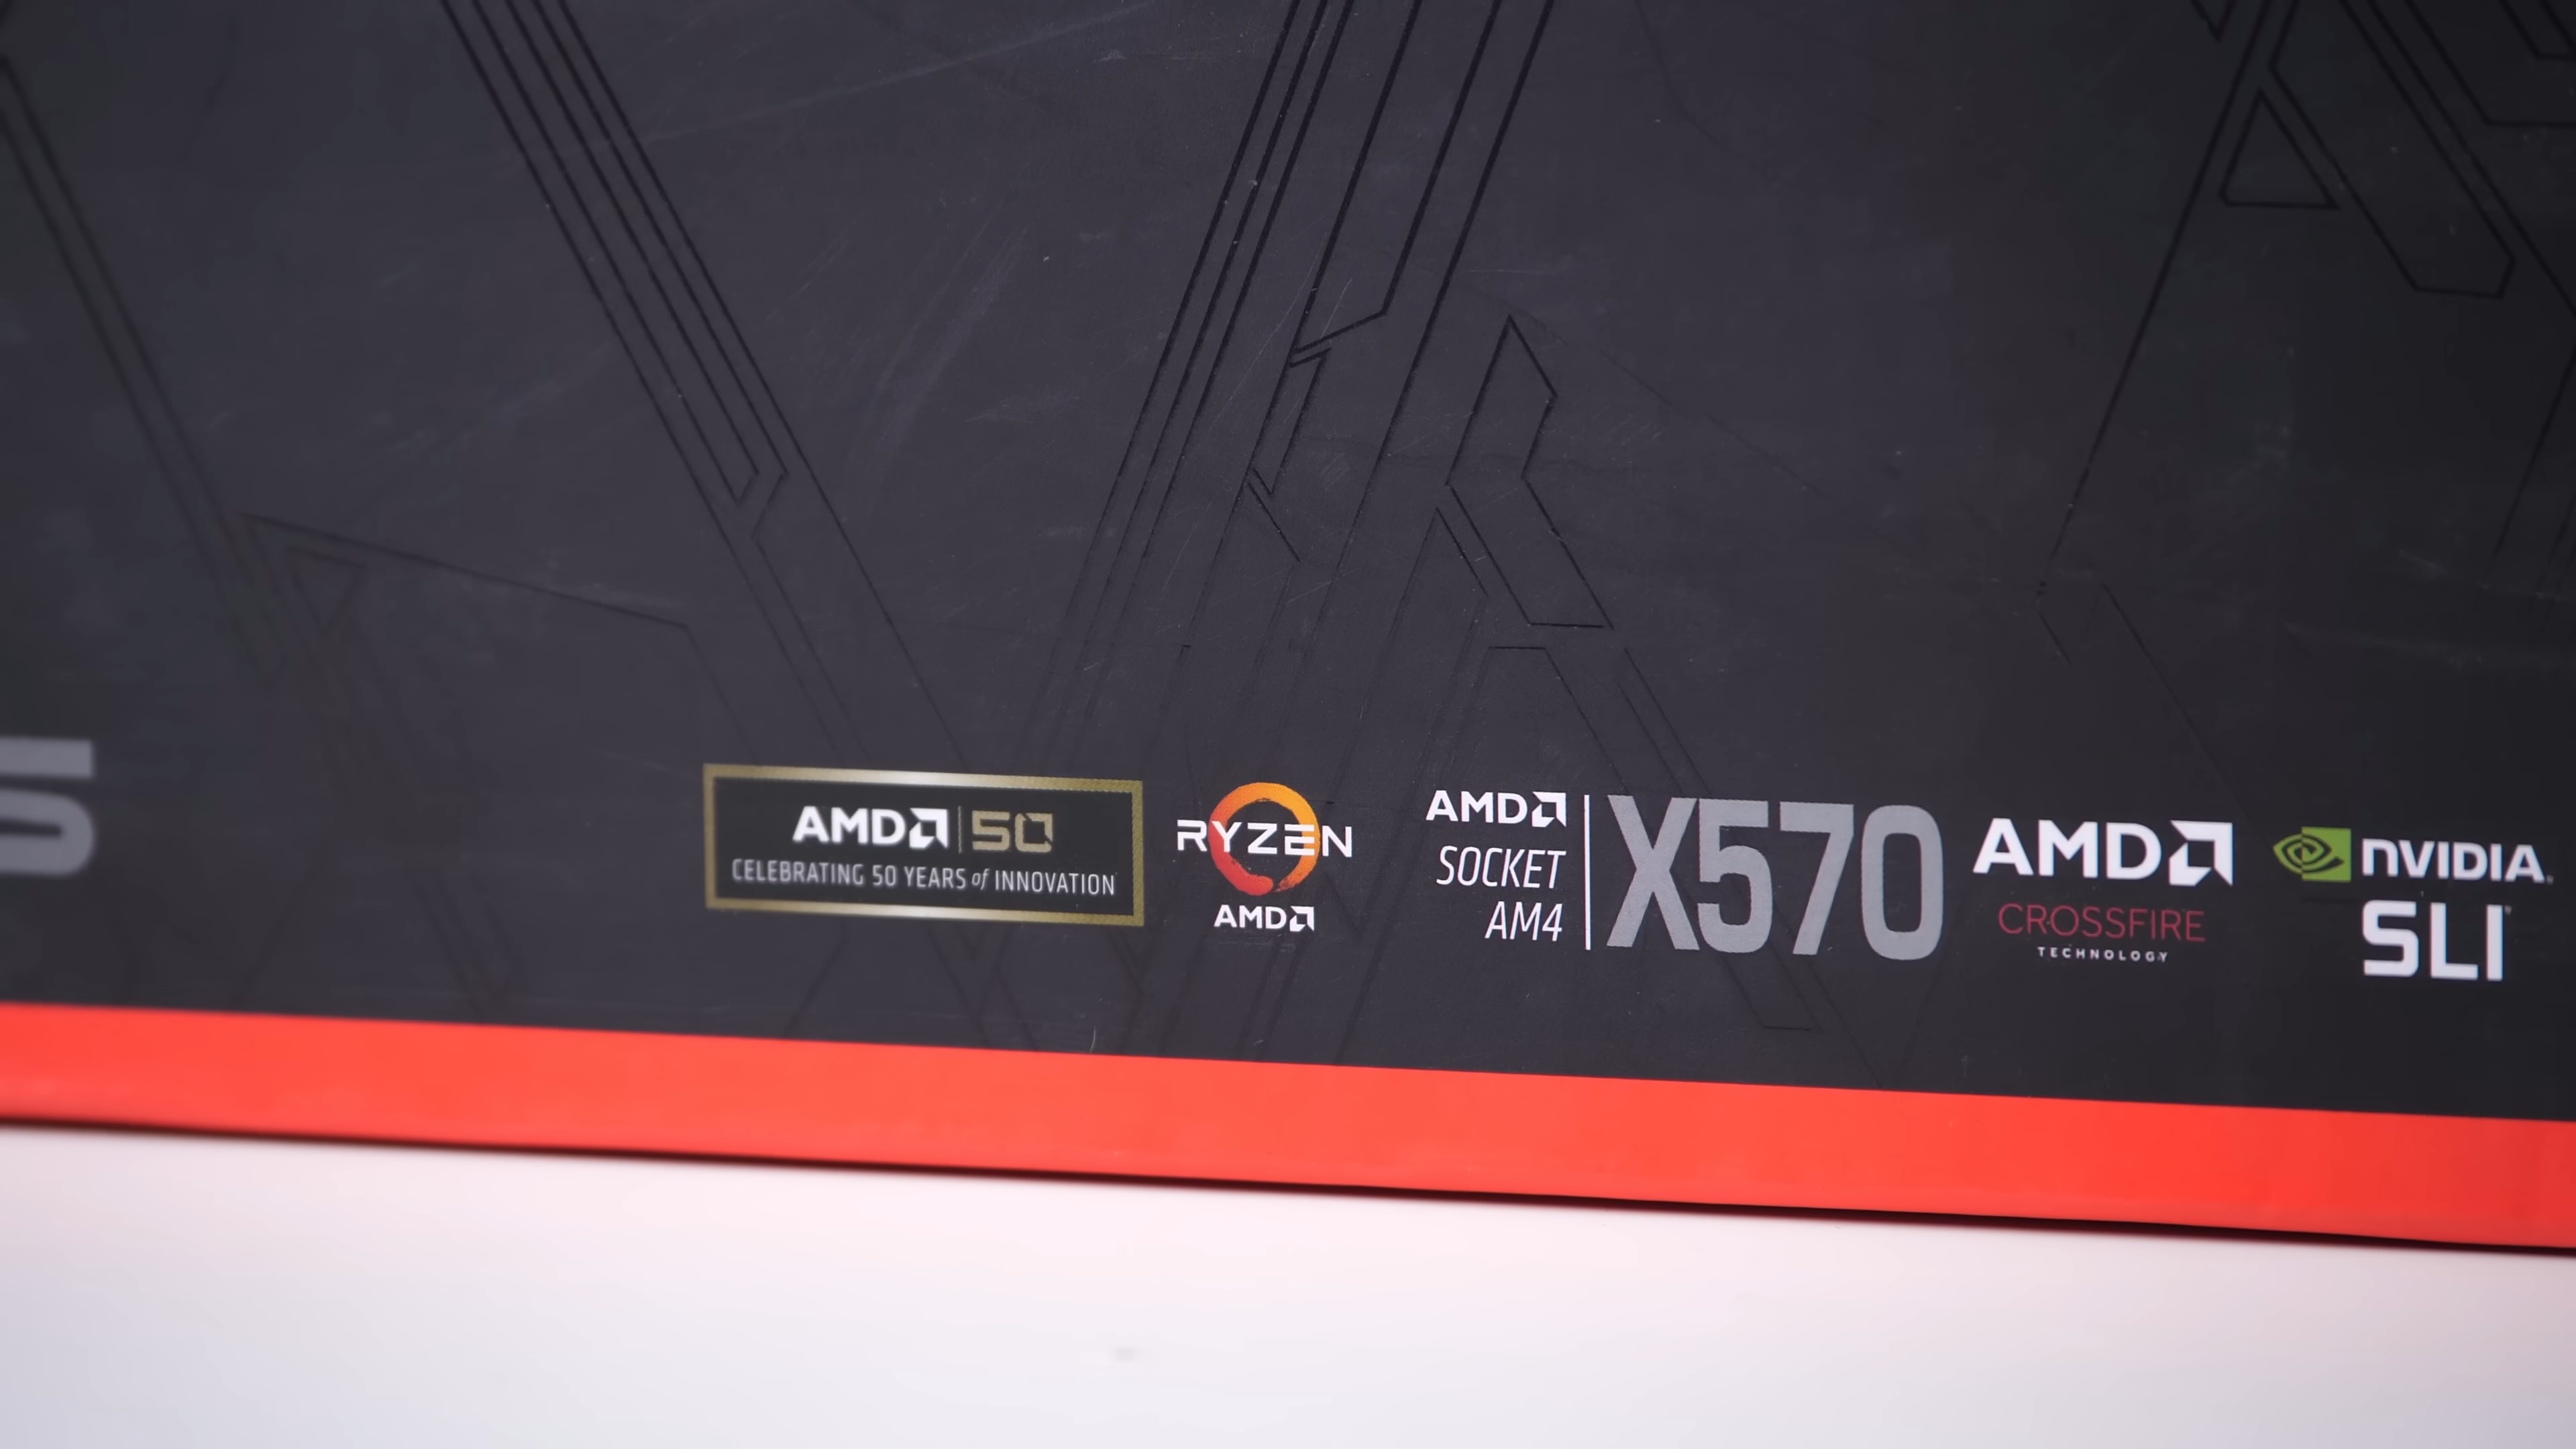 S
AMD 50
CELEBRATING 50 YEARS of INNOVATION
RYZEN
AMD
AMD
SOCKET
AM4
X570
AMD
CROSSFIRE
TECHNOLOGY
NVIDIA.
SLI